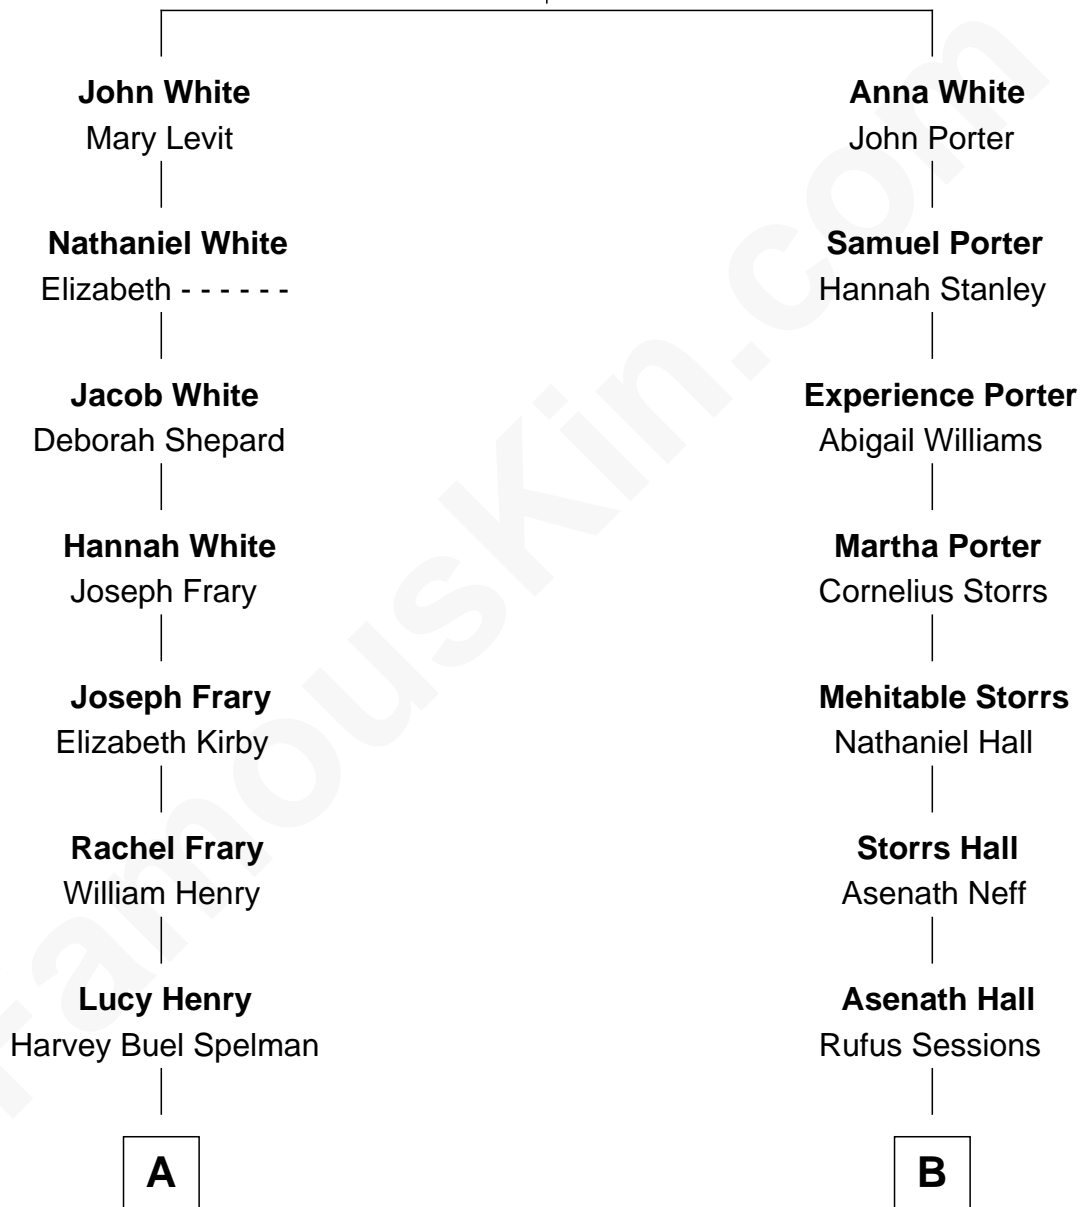 John White
Mary Levit
Nathaniel White
Elizabeth - - - - - -
Jacob White
Deborah Shepard
Hannah White
Joseph Frary
Joseph Frary
Elizabeth Kirby
Rachel Frary
William Henry
Lucy Henry
Harvey Buel Spelman
A
Anna White
John Porter
Samuel Porter
Hannah Stanley
Experience Porter
Abigail Williams
Martha Porter
Cornelius Storrs
Mehitable Storrs
Nathaniel Hall
Storrs Hall
Asenath Neff
Asenath Hall
Rufus Sessions
B
FamousKin.com